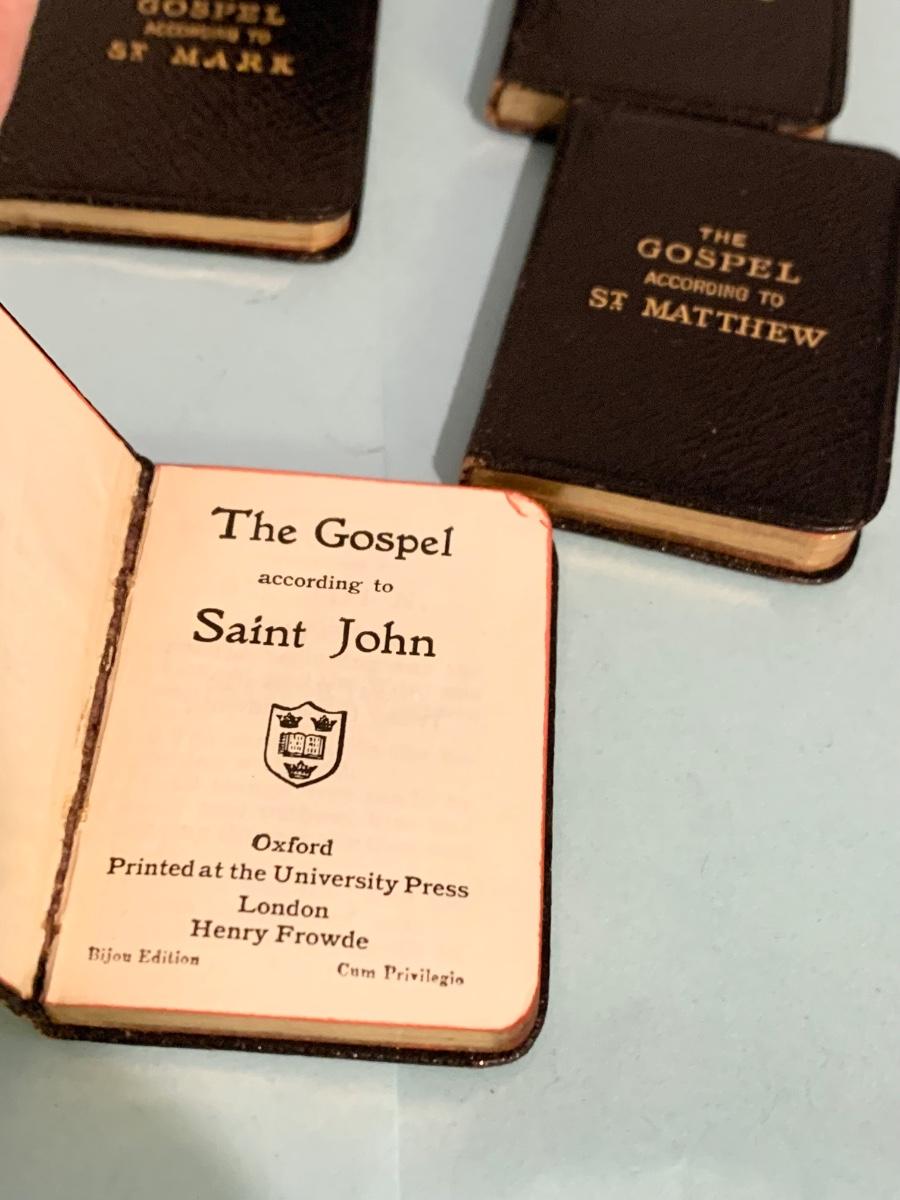 GOSPEL
ACCORDING TO
ST MARK
THE
GOSPEL
ACCORDING TO
ST MATTHEW
The Gospel
according to
Saint John
Oxford
Printed at the University Press
London
Henry Frowde
Bijou Edition
Cum Privilegio